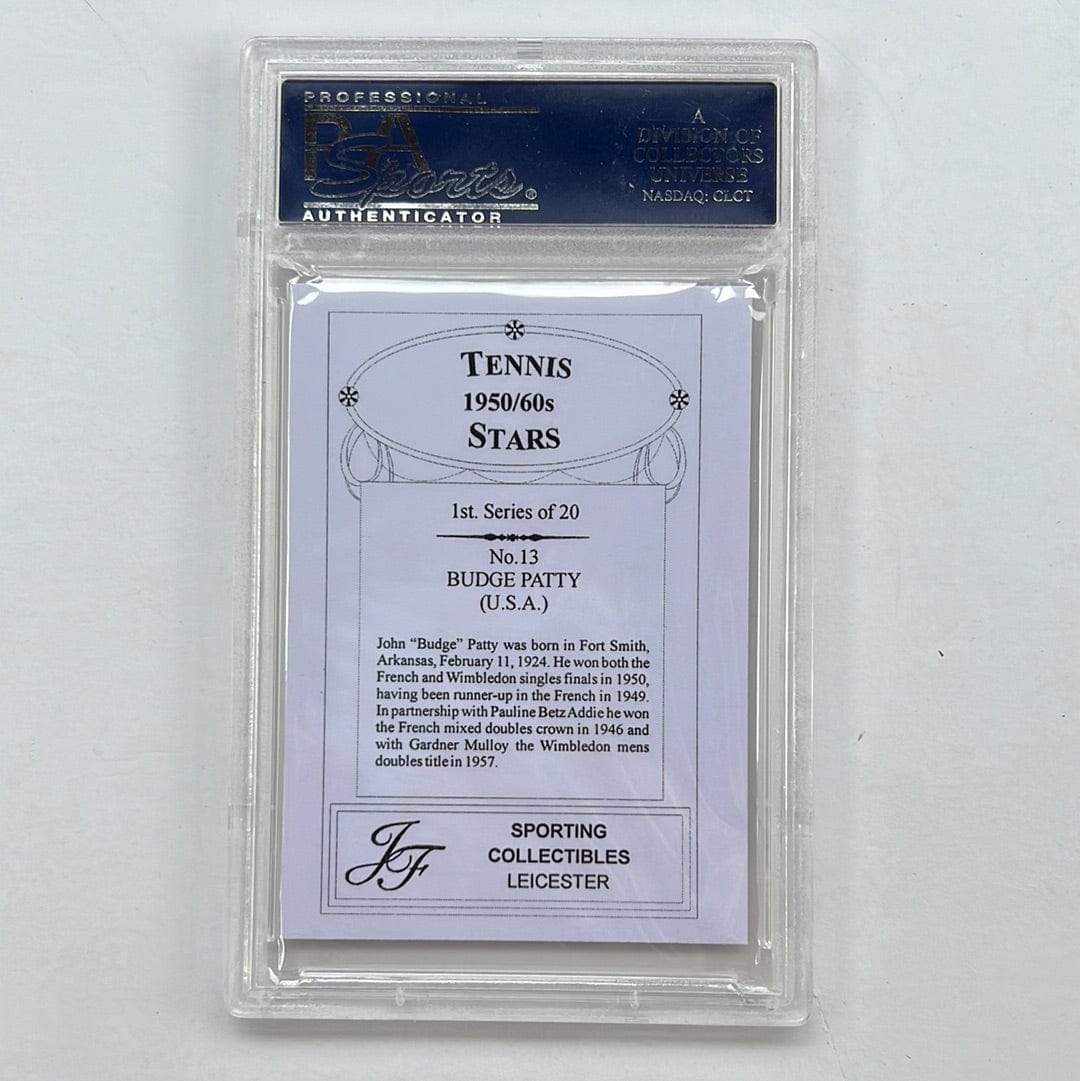 PROFESSIONAL
PSA
Sports®
AUTHENTICATOR
A
DIVISION OF
COLLECTORS
UNIVERSE
NASDAQ: CLCT
TENNIS
1950/60s
STARS
1st. Series of 20
No.13
BUDGE PATTY
(U.S.A.)
John “Budge” Patty was born in Fort Smith,
Arkansas, February 11, 1924. He won both the
French and Wimbledon singles finals in 1950,
having been runner-up in the French in 1949.
In partnership with Pauline Betz Addie he won
the French mixed doubles crown in 1946 and
with Gardner Mulloy the Wimbledon mens
doubles title in 1957.
JF
SPORTING
COLLECTIBLES
LEICESTER